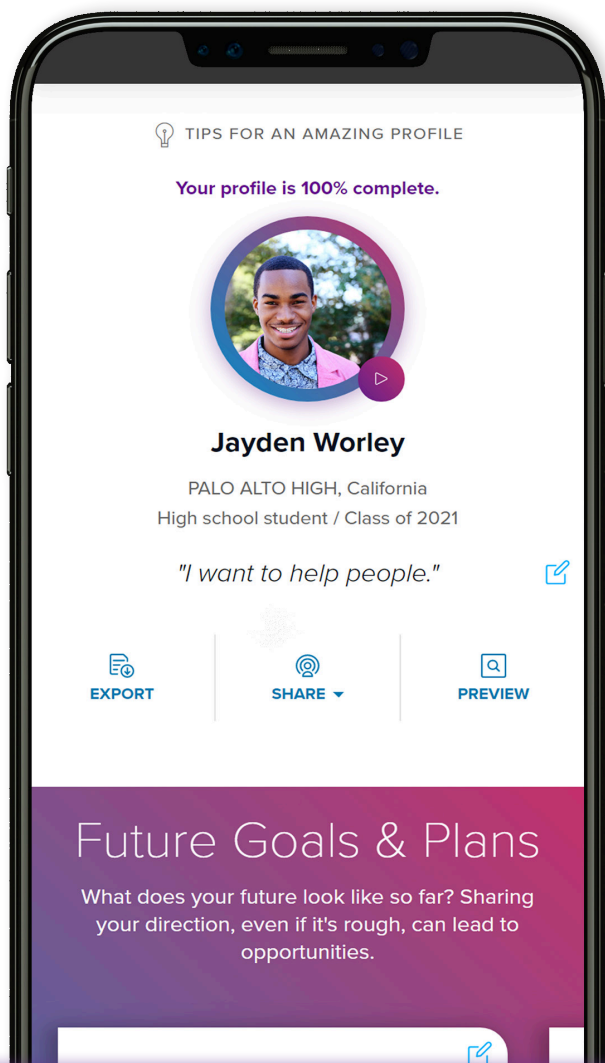 TIPS FOR AN AMAZING PROFILE
Your profile is 100% complete.
Jayden Worley
PALO ALTO HIGH, California
High school student / Class of 2021
"I want to help people."
EXPORT
SHARE
PREVIEW
Future Goals & Plans
What does your future look like so far? Sharing
your direction, even if it's rough, can lead to
opportunities.